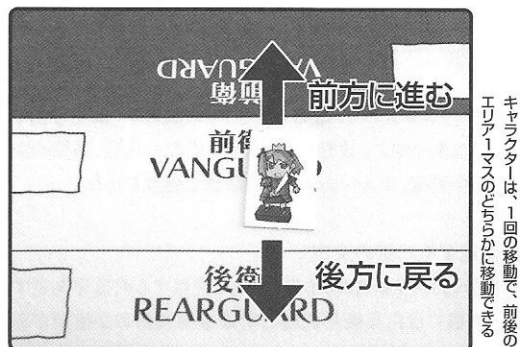 VANGUARD
前衛
前方に進む
前衛
VANGUARD
後衛
後方に戻る
REARGUARD
キャラクターは、1回の移動で、前後の
エリア1マスのどちらかに移動できる